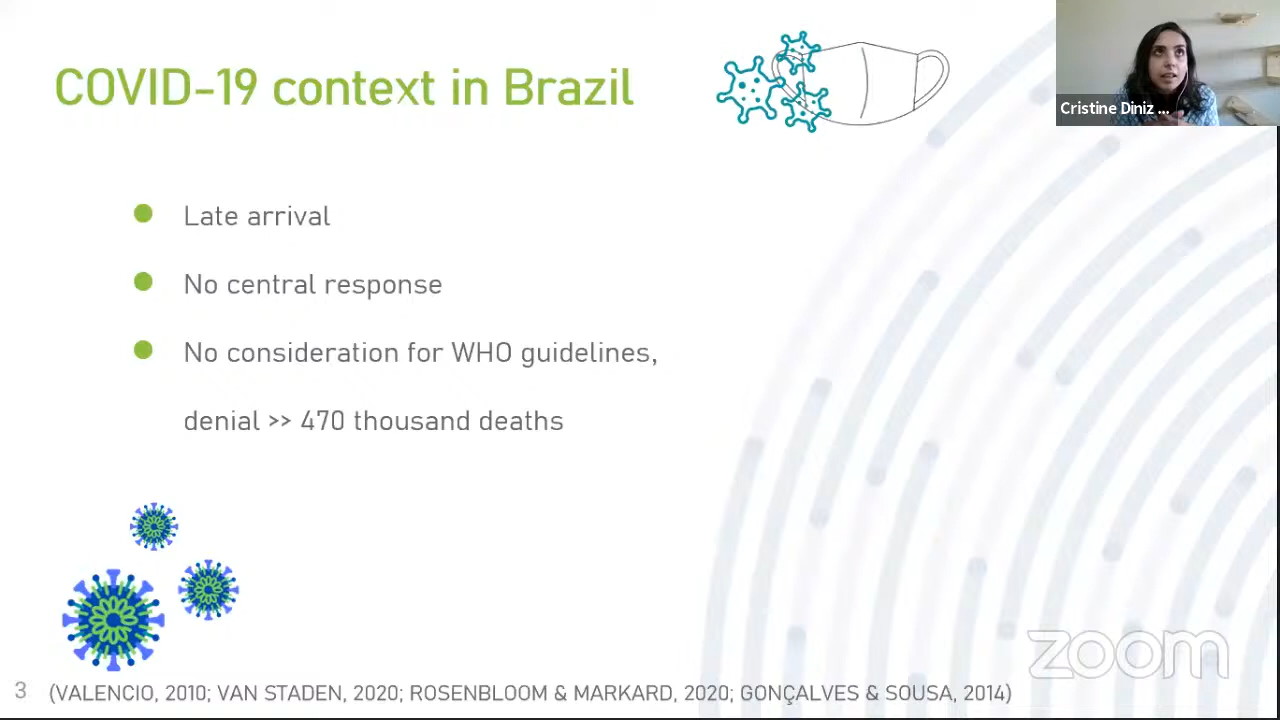 COVID-19 context in Brazil
Cristine Diniz ...
Late arrival
No central response
No consideration for WHO guidelines,
denial >> 470 thousand deaths
zoom
3 (VALENCIO, 2010; VAN STADEN, 2020; ROSENBLOOM & MARKARD, 2020; GONÇALVES & SOUSA, 2014)